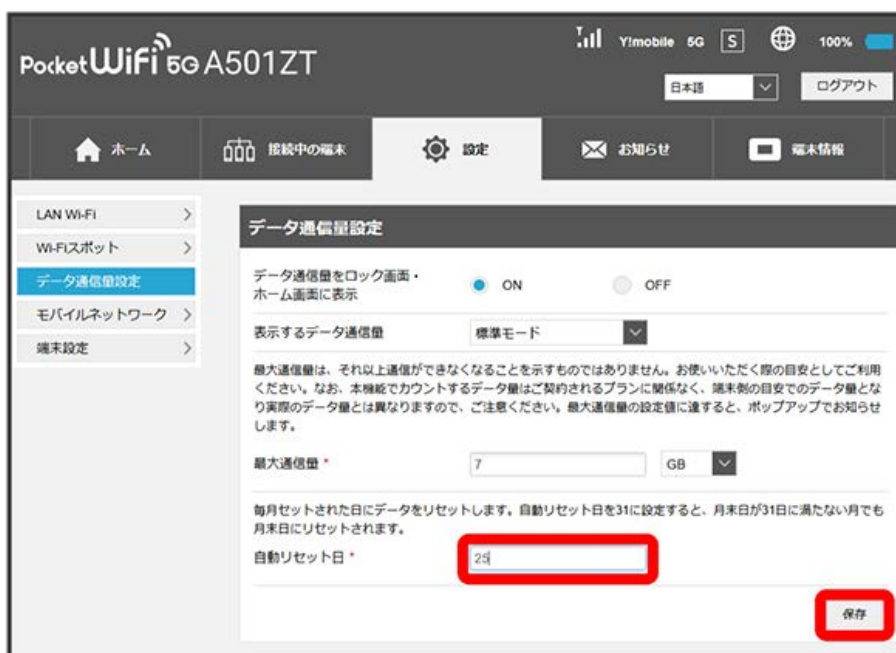 Pocket WiFi 5G A501ZT
Y!mobile 5G S 100%
日本語
ログアウト
ホーム
接続中の端末
設定
お知らせ
端末情報
LAN Wi-Fi
Wi-Fiスポット
データ通信量設定
モバイルネットワーク
端末設定
データ通信量設定
データ通信量をロック画面・
ホーム画面に表示
ON
OFF
表示するデータ通信量
標準モード
最大通信量は、それ以上通信ができなくなることを示すものではありません。お使いいただく際の目安としてご利用
ください。なお、本機能でカウントするデータ量はご契約されるプランに関係なく、端末側の目安でのデータ量とな
り実際のデータ量とは異なりますので、ご注意ください。最大通信量の設定値に達すると、ポップアップでお知らせ
します。
最大通信量 *
7
GB
毎月セットされた日にデータをリセットします。自動リセット日を31に設定すると、月末日が31日に満たない月でも
月末日にリセットされます。
自動リセット日 *
25
保存